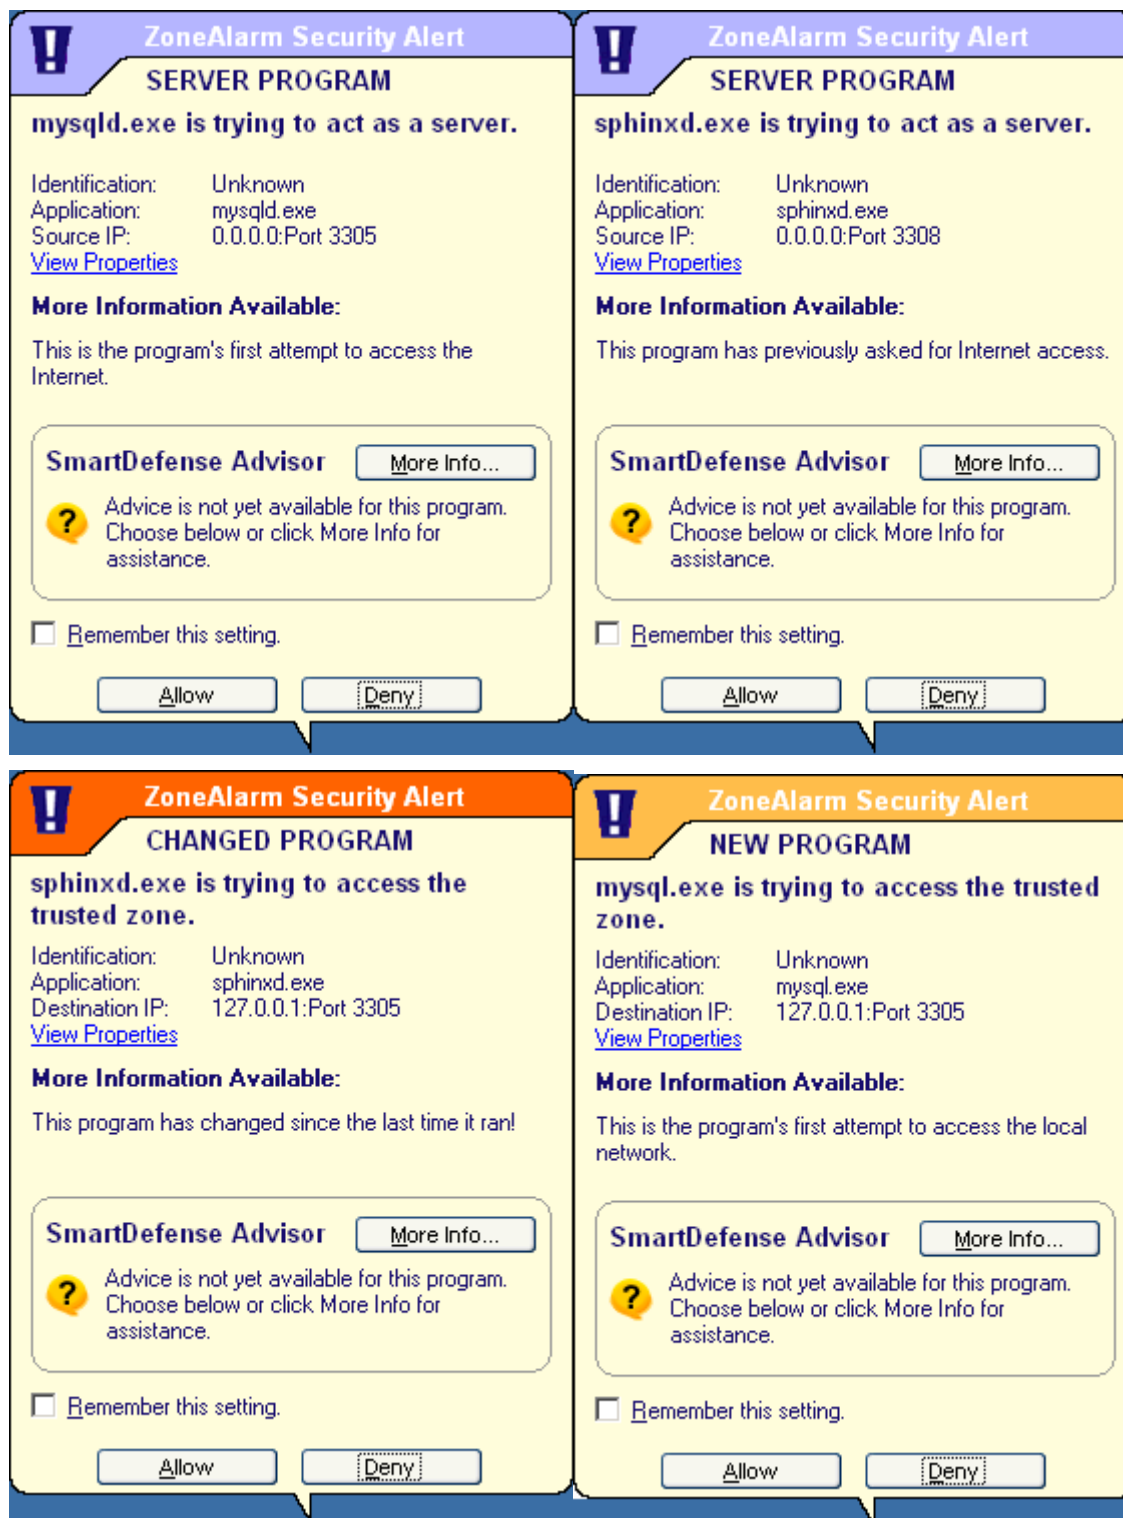 ZoneAlarm Security Alert
SERVER PROGRAM
mysqld.exe is trying to act as a server.
Identification: Unknown
Application: mysqld.exe
Source IP: 0.0.0.0:Port 3305
View Properties
More Information Available:
This is the program's first attempt to access the
Internet.
SmartDefense Advisor More Info...
Advice is not yet available for this program.
Choose below or click More Info for
assistance.
Remember this setting.
Allow Deny
ZoneAlarm Security Alert
SERVER PROGRAM
sphinxd.exe is trying to act as a server.
Identification: Unknown
Application: sphinxd.exe
Source IP: 0.0.0.0:Port 3308
View Properties
More Information Available:
This program has previously asked for Internet access.
SmartDefense Advisor More Info...
Advice is not yet available for this program.
Choose below or click More Info for
assistance.
Remember this setting.
Allow Deny
ZoneAlarm Security Alert
CHANGED PROGRAM
sphinxd.exe is trying to access the
trusted zone.
Identification: Unknown
Application: sphinxd.exe
Destination IP: 127.0.0.1:Port 3305
View Properties
More Information Available:
This program has changed since the last time it ran!
SmartDefense Advisor More Info...
Advice is not yet available for this program.
Choose below or click More Info for
assistance.
Remember this setting.
Allow Deny
ZoneAlarm Security Alert
NEW PROGRAM
mysql.exe is trying to access the trusted
zone.
Identification: Unknown
Application: mysql.exe
Destination IP: 127.0.0.1:Port 3305
View Properties
More Information Available:
This is the program's first attempt to access the local
network.
SmartDefense Advisor More Info...
Advice is not yet available for this program.
Choose below or click More Info for
assistance.
Remember this setting.
Allow Deny